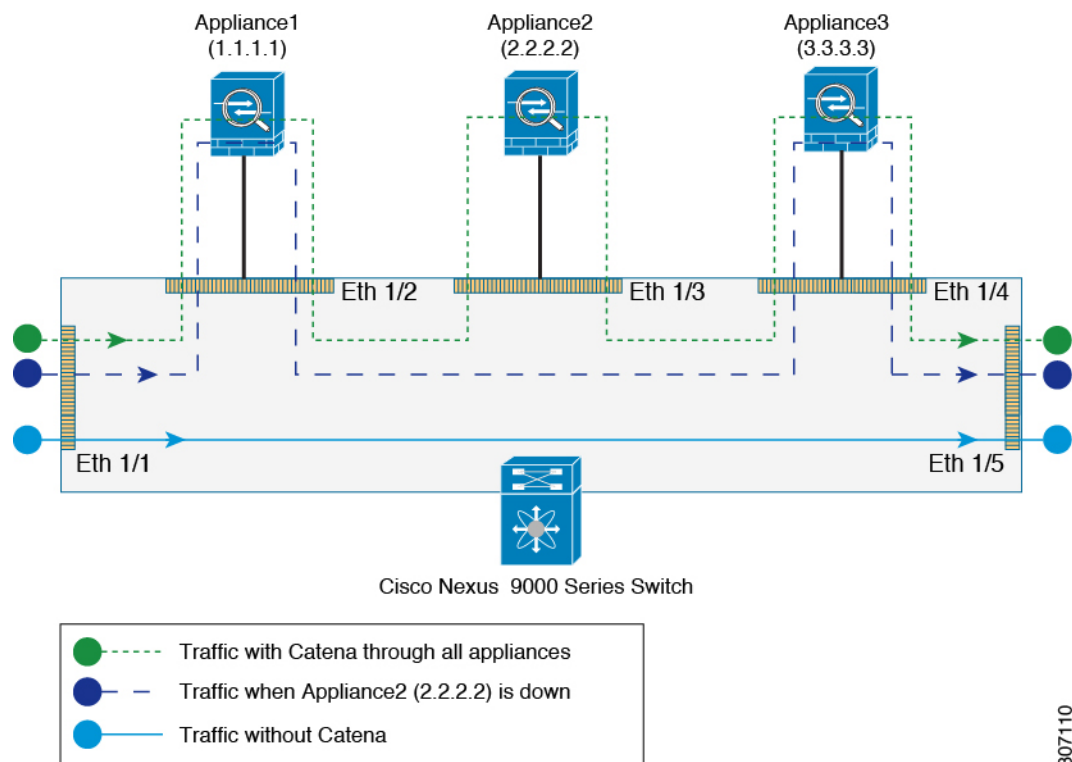 Appliance1
(1.1.1.1)
Appliance2
(2.2.2.2)
Appliance3
(3.3.3.3)
Eth 1/2
Eth 1/3
Eth 1/4
Eth 1/1
Eth 1/5
Cisco Nexus 9000 Series Switch
Traffic with Catena through all appliances
Traffic when Appliance2 (2.2.2.2) is down
Traffic without Catena
307110